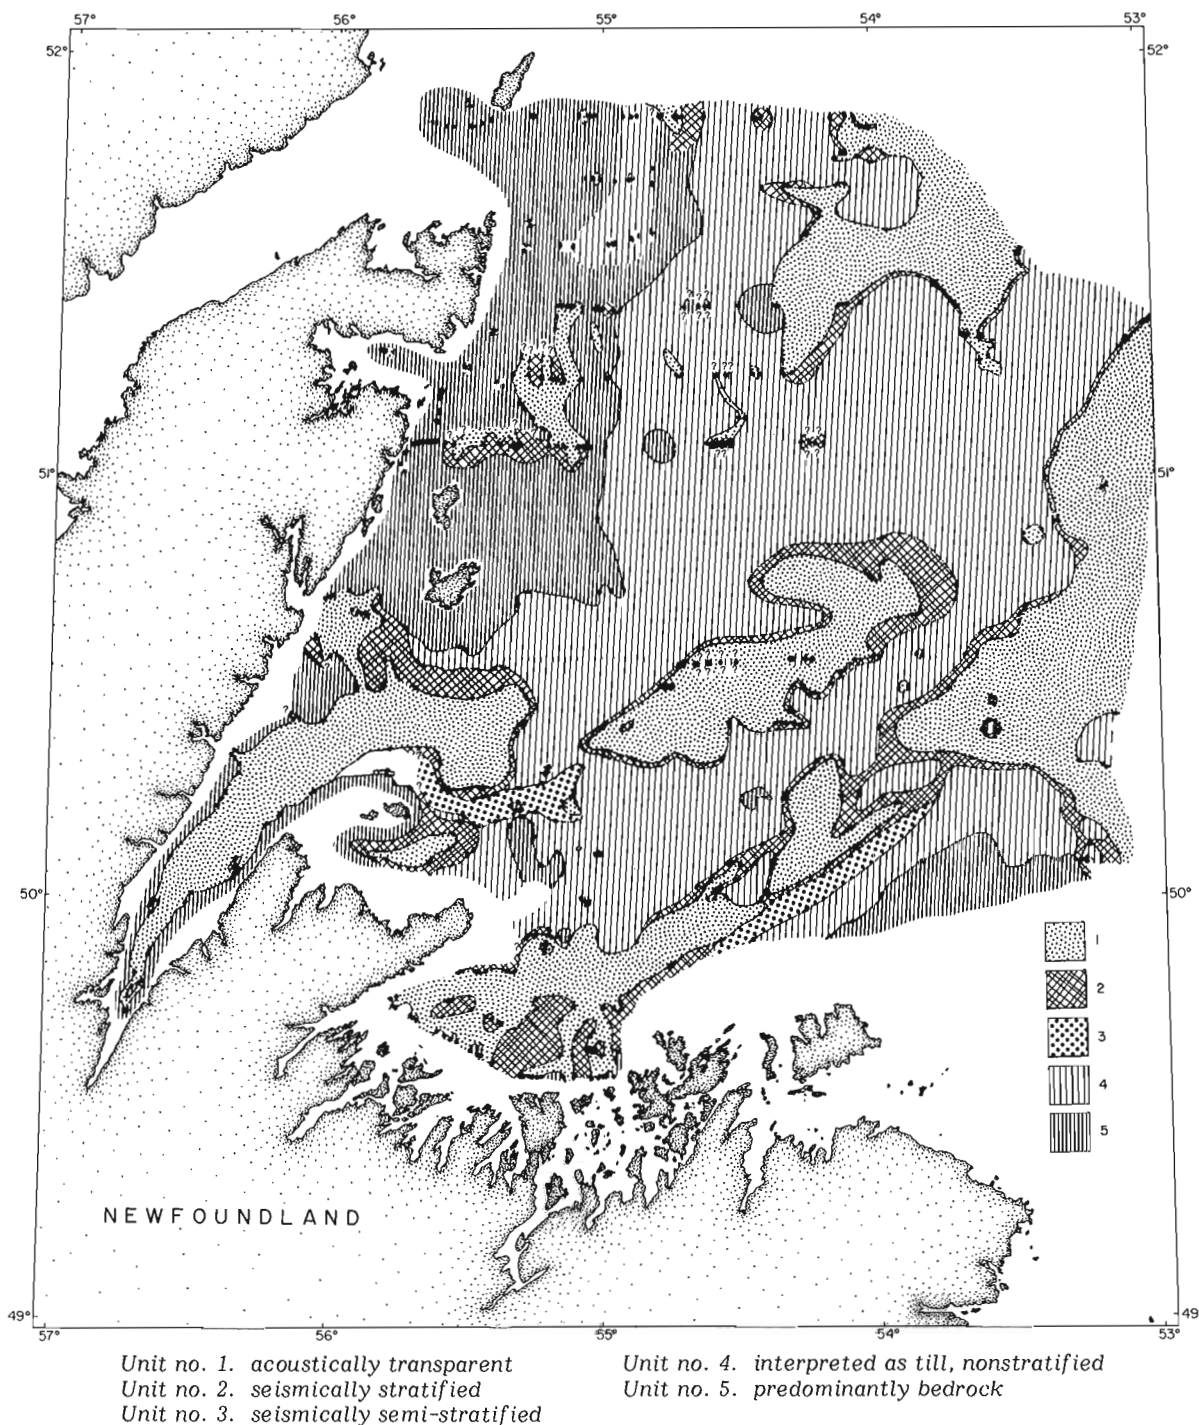 57° 56° 55° 54° 53°
52° 52°
51° 51°
50° 50°
1
2
3
4
5
NEWFOUNDLAND
49° 49°
57° 56° 55° 54° 53°
Unit no. 1. acoustically transparent
Unit no. 2. seismically stratified
Unit no. 3. seismically semi-stratified
Unit no. 4. interpreted as till, nonstratified
Unit no. 5. predominantly bedrock